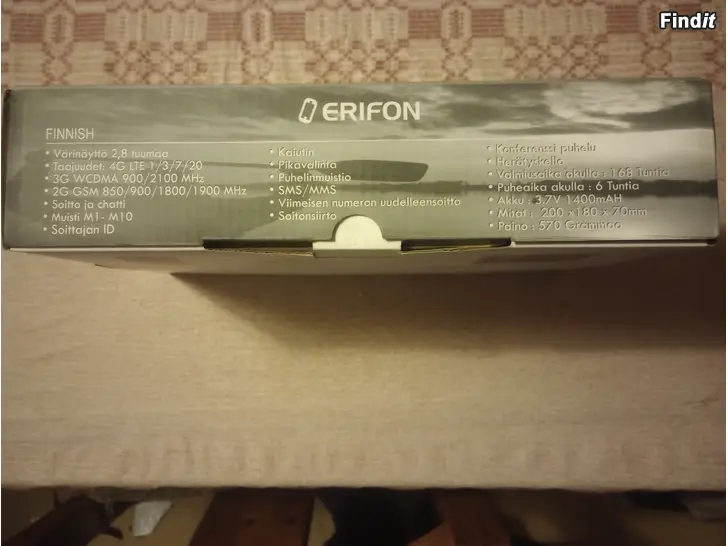 Findit
ERIFON
FINNISH
• Värinäyttö 2,8 tuumaa
• Taajuudet: 4G LTE 1/3/7/20
• 3G WCDMA 900/2100 MHz
• 2G GSM 850/900/1800/1900 MHz
• Soitto ja chatti
• Muisti M1- M10
• Soittajan ID
• Kaiutin
• Pikavalinta
• Puhelinmuistio
• SMS/MMS
• Viimeisen numeron uudelleensoitto
• Soitonsiirto
• Konferenssi puhelu
• Herätyskello
• Valmiusaika akulla : 168 Tuntia
• Puheaika akulla : 6 Tuntia
• Akku : 3,7V 1400mAH
• Mitat : 200 x180 x 70mm
• Paino : 570 Grammaa